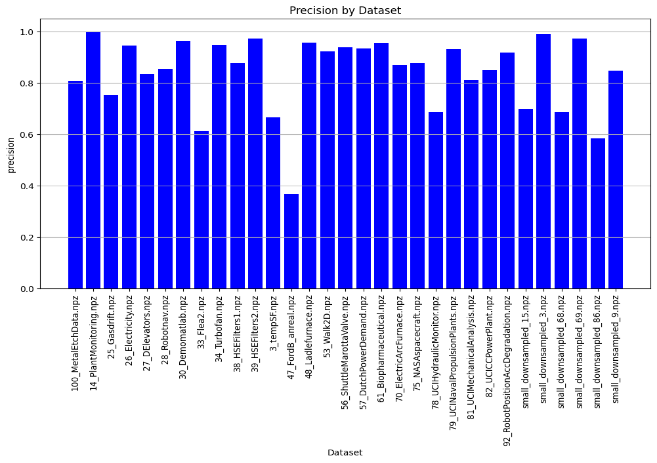 Precision by Dataset
precision
1.0
0.8
0.6
0.4
0.2
0.0
100_MetalEtchData.npz
14_PlantMonitoring.npz
25_Gasdrift.npz
26_Electricity.npz
27_DElevators.npz
28_Robotnav.npz
30_Demomatlab.npz
33_Flea2.npz
34_Turbofan.npz
38_HSEFilters1.npz
39_HSEFilters2.npz
3_tempSF.npz
47_FordB_anreal.npz
48_Ladlefurnace.npz
53_Walk2D.npz
56_ShuttleMarottaValve.npz
57_DutchPowerDemand.npz
61_Biopharmaceutical.npz
70_ElectricArcFurnace.npz
75_NASAspacecraft.npz
78_UCIHydraulicMonitor.npz
79_UCINavalPropulsionPlants.npz
81_UCIMechanicalAnalysis.npz
82_UCICCPowerPlant.npz
92_RobotPositionAccDegradation.npz
small_downsampled_15.npz
small_downsampled_3.npz
small_downsampled_68.npz
small_downsampled_69.npz
small_downsampled_86.npz
small_downsampled_9.npz
Dataset